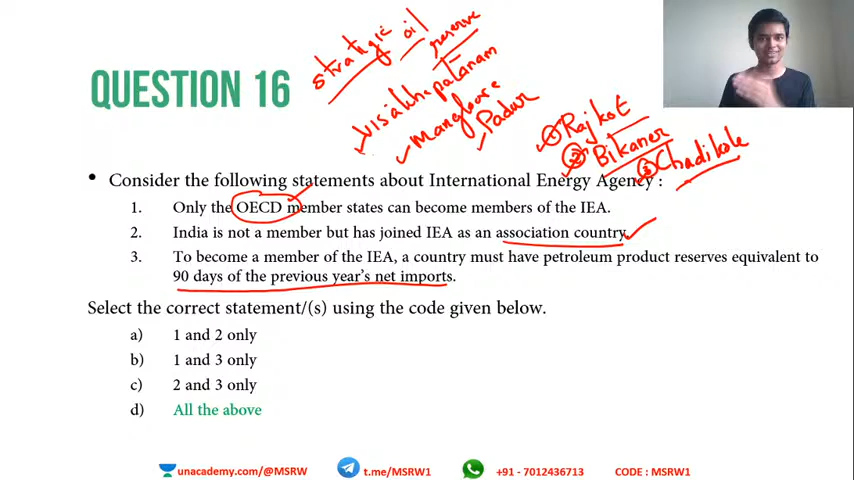 strategic oil reserve
Visakhapatanam
Manglore
Padur
① Rajkot
② Bikaner
③ Chadikole
QUESTION 16
• Consider the following statements about International Energy Agency :
1. Only the OECD member states can become members of the IEA.
2. India is not a member but has joined IEA as an association country.
3. To become a member of the IEA, a country must have petroleum product reserves equivalent to
90 days of the previous year's net imports.
Select the correct statement/(s) using the code given below.
a) 1 and 2 only
b) 1 and 3 only
c) 2 and 3 only
d) All the above
unacademy.com/@MSRW t.me/MSRW1 +91 - 7012436713 CODE : MSRW1